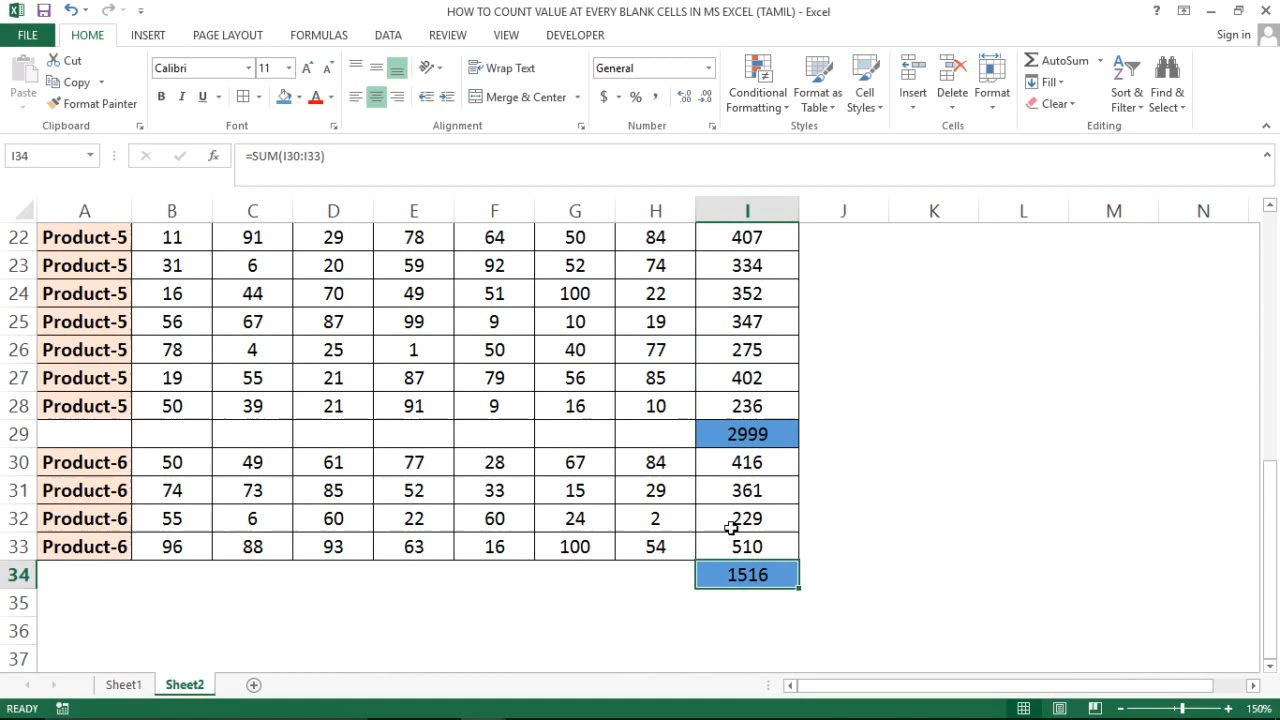 HOW TO COUNT VALUE AT EVERY BLANK CELLS IN MS EXCEL (TAMIL) - Excel
?
FILE HOME INSERT PAGE LAYOUT FORMULAS DATA REVIEW VIEW DEVELOPER Sign in
Paste Cut Copy Format Painter
Calibri 11
B I U
Wrap Text
Merge & Center
General
$ % ,
Conditional Formatting Format as Table Cell Styles
Insert Delete Format
AutoSum Fill Clear
Sort & Filter Find & Select
Clipboard Font Alignment Number Styles Cells Editing
I34 fx =SUM(I30:I33)
A B C D E F G H I J K L M N
22 Product-5 11 91 29 78 64 50 84 407
23 Product-5 31 6 20 59 92 52 74 334
24 Product-5 16 44 70 49 51 100 22 352
25 Product-5 56 67 87 99 9 10 19 347
26 Product-5 78 4 25 1 50 40 77 275
27 Product-5 19 55 21 87 79 56 85 402
28 Product-5 50 39 21 91 9 16 10 236
29 2999
30 Product-6 50 49 61 77 28 67 84 416
31 Product-6 74 73 85 52 33 15 29 361
32 Product-6 55 6 60 22 60 24 2 229
33 Product-6 96 88 93 63 16 100 54 510
34 1516
35
36
37
Sheet1 Sheet2
READY 150%